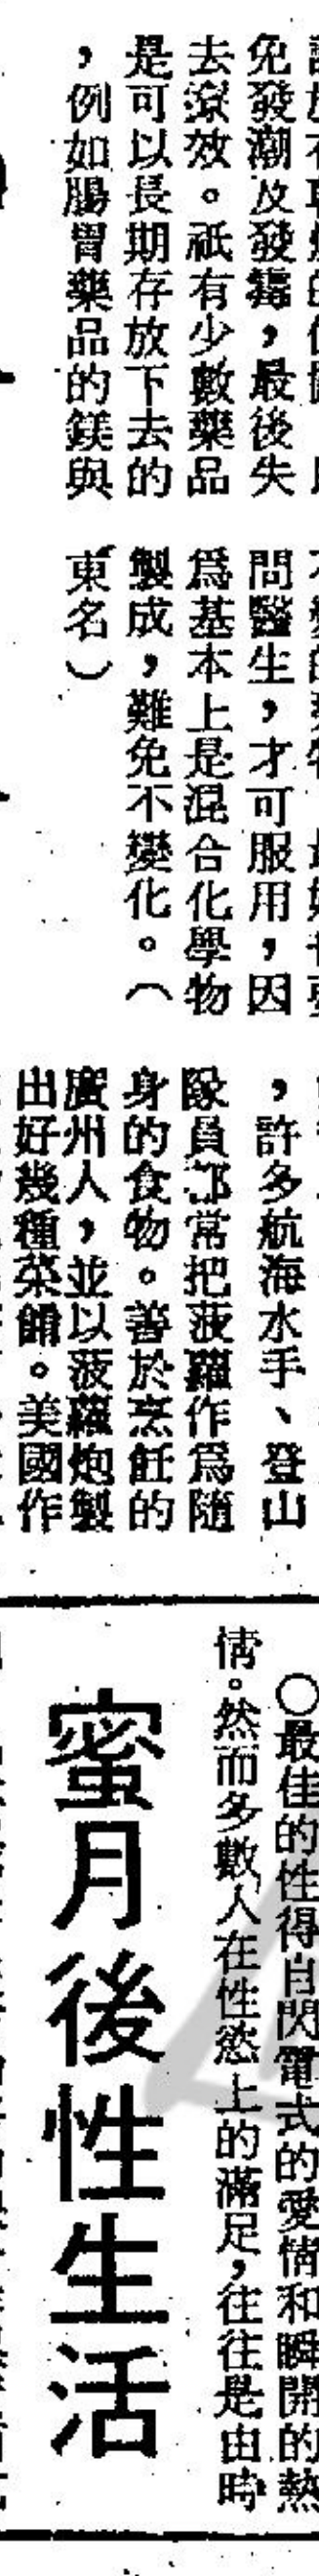 免發潮及發霉，最後失
去療效。祇有少數藥品
是可以長期存放下去的
，例如腸胃藥品的鎂與
問醫生，才可服用，因
爲基本上是混合化學物
製成，難免不變化。（
東名）
，許多航海水手、登山
隊員都常把菠蘿作爲隨
身的食物。善於烹飪的
廣州人，並以菠蘿炮製
出好幾種菜餚。美國作
○最佳的性得自閃電式的愛情和瞬開的熱
情。然而多數人在性慾上的滿足，往往是由時
蜜月後性生活